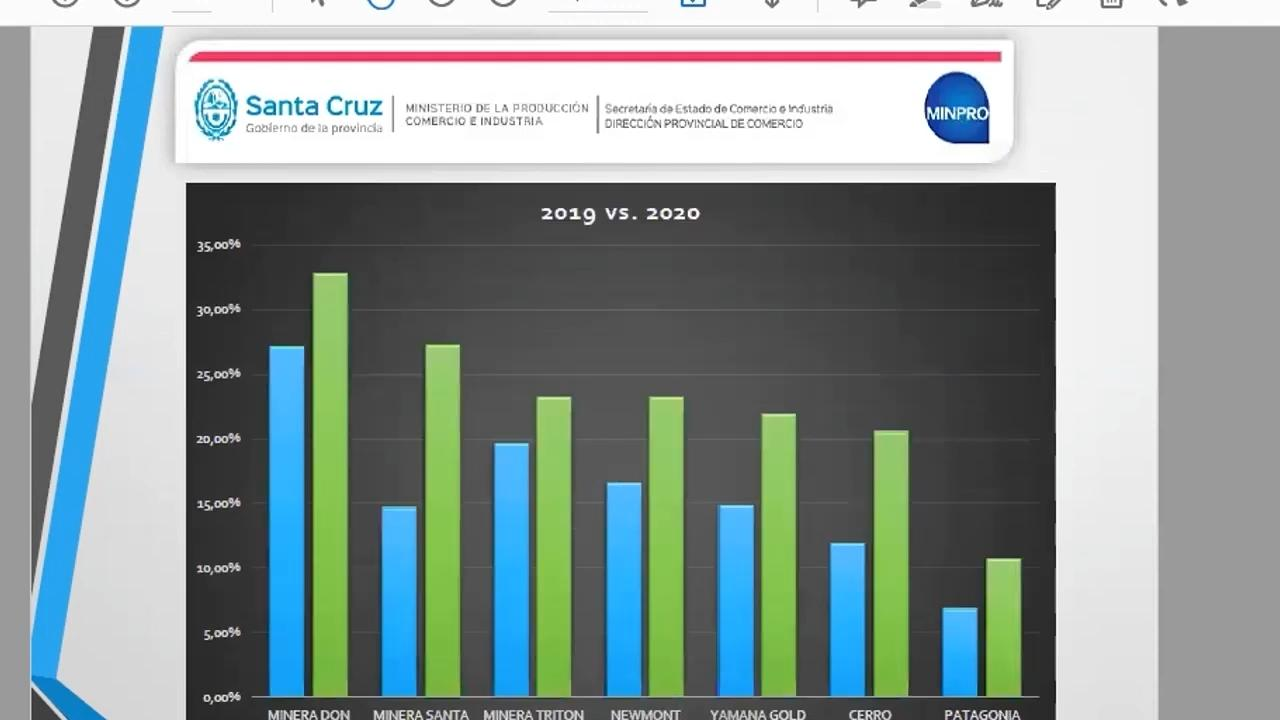 Santa Cruz
Gobierno de la provincia
MINISTERIO DE LA PRODUCCIÓN
COMERCIO E INDUSTRIA
Secretaría de Estado de Comercio e Industria
DIRECCIÓN PROVINCIAL DE COMERCIO
MINPRO
2019 vs. 2020
35,00%
30,00%
25,00%
20,00%
15,00%
10,00%
5,00%
0,00%
MINERA DON
MINERA SANTA
MINERA TRITON
NEWMONT
YAMANA GOLD
CERRO
PATAGONIA